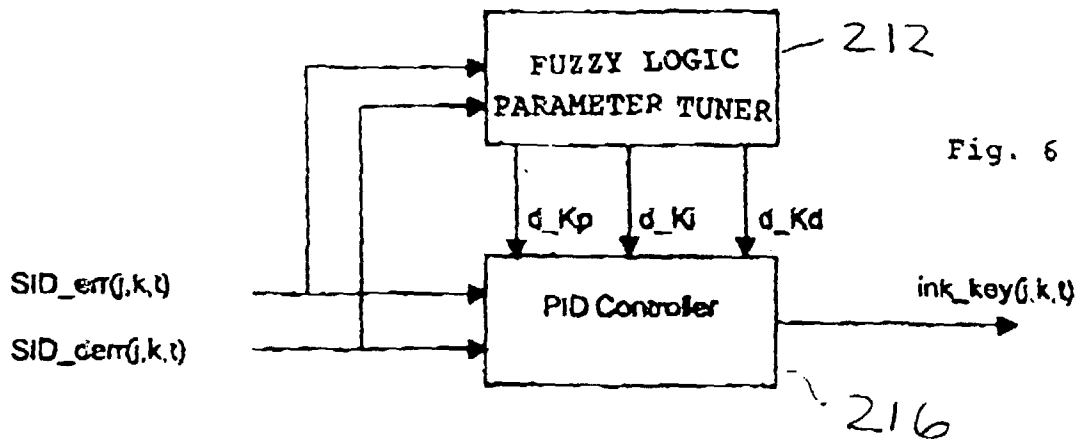 FUZZY LOGIC
PARAMETER TUNER
212
Fig. 6
d_Kp
d_Ki
d_Kd
SID_err(j,k,t)
PID Controller
ink_key(j,k,t)
SID_derr(j,k,t)
216